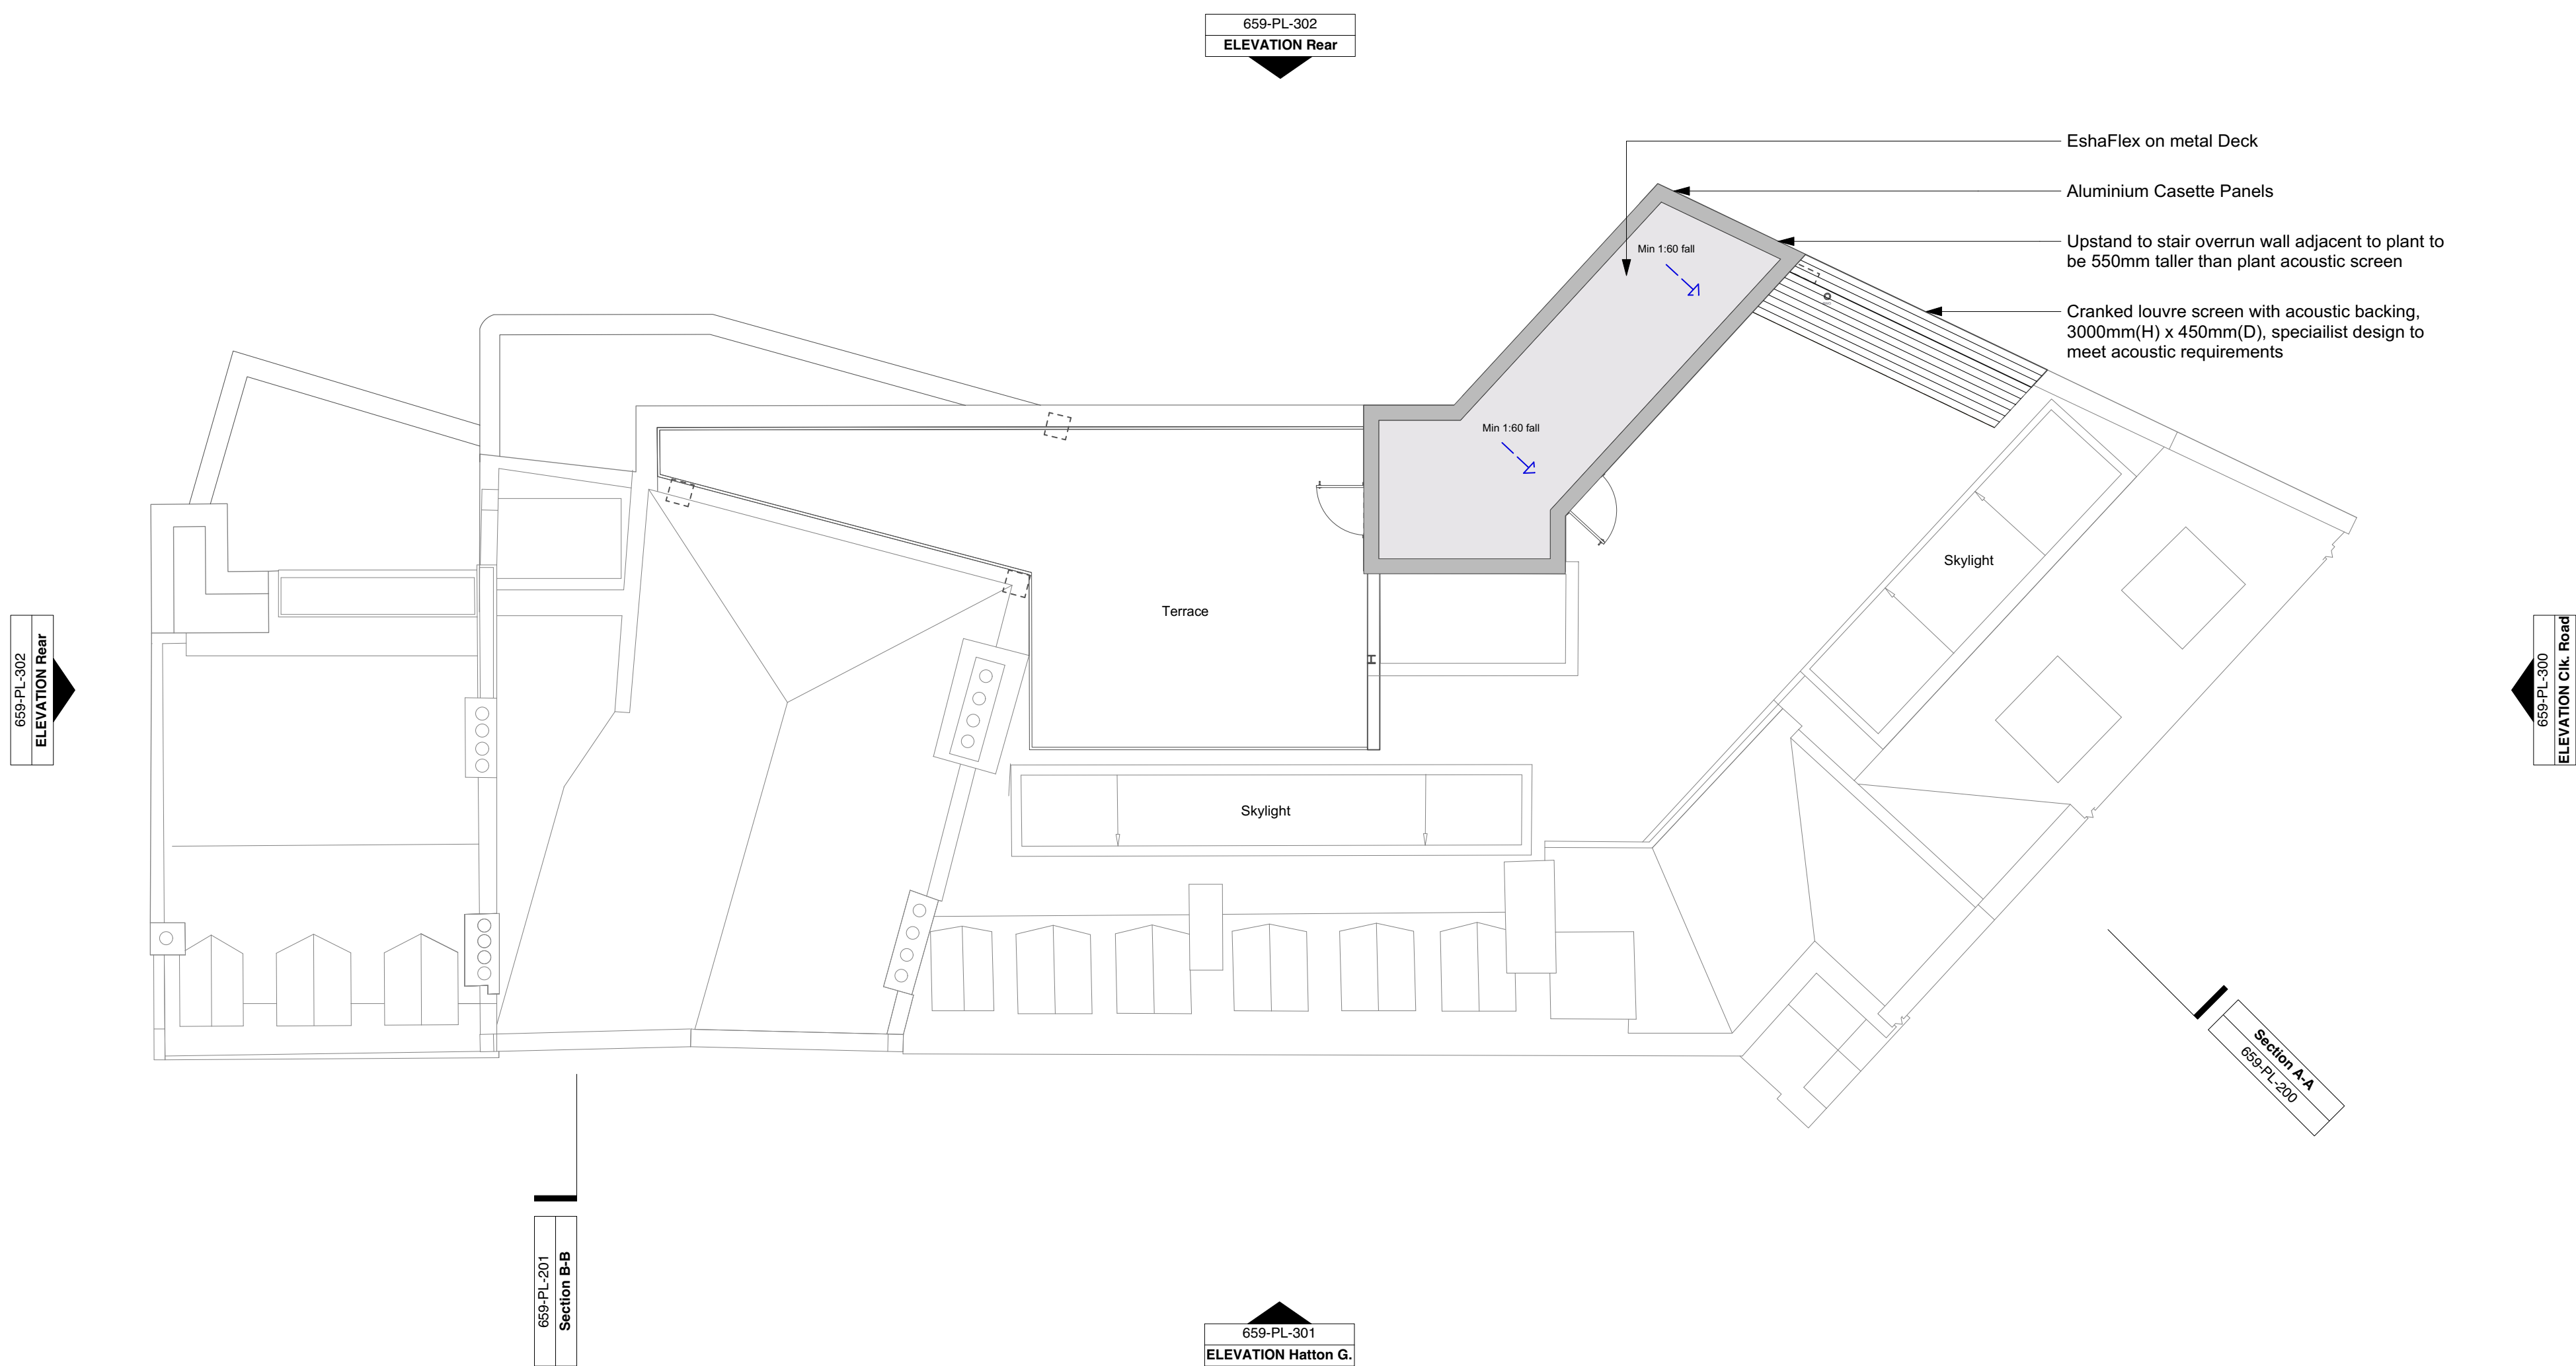 659-PL-302
ELEVATION Rear
EshaFlex on metal Deck
Aluminium Casette Panels
Upstand to stair overrun wall adjacent to plant to
be 550mm taller than plant acoustic screen
Cranked louvre screen with acoustic backing,
3000mm(H) x 450mm(D), speciailist design to
meet acoustic requirements
Min 1:60 fall
Min 1:60 fall
Skylight
Terrace
Skylight
659-PL-302
ELEVATION Rear
659-PL-300
ELEVATION Clk. Road
Section A-A
659-PL-200
659-PL-201
Section B-B
659-PL-301
ELEVATION Hatton G.